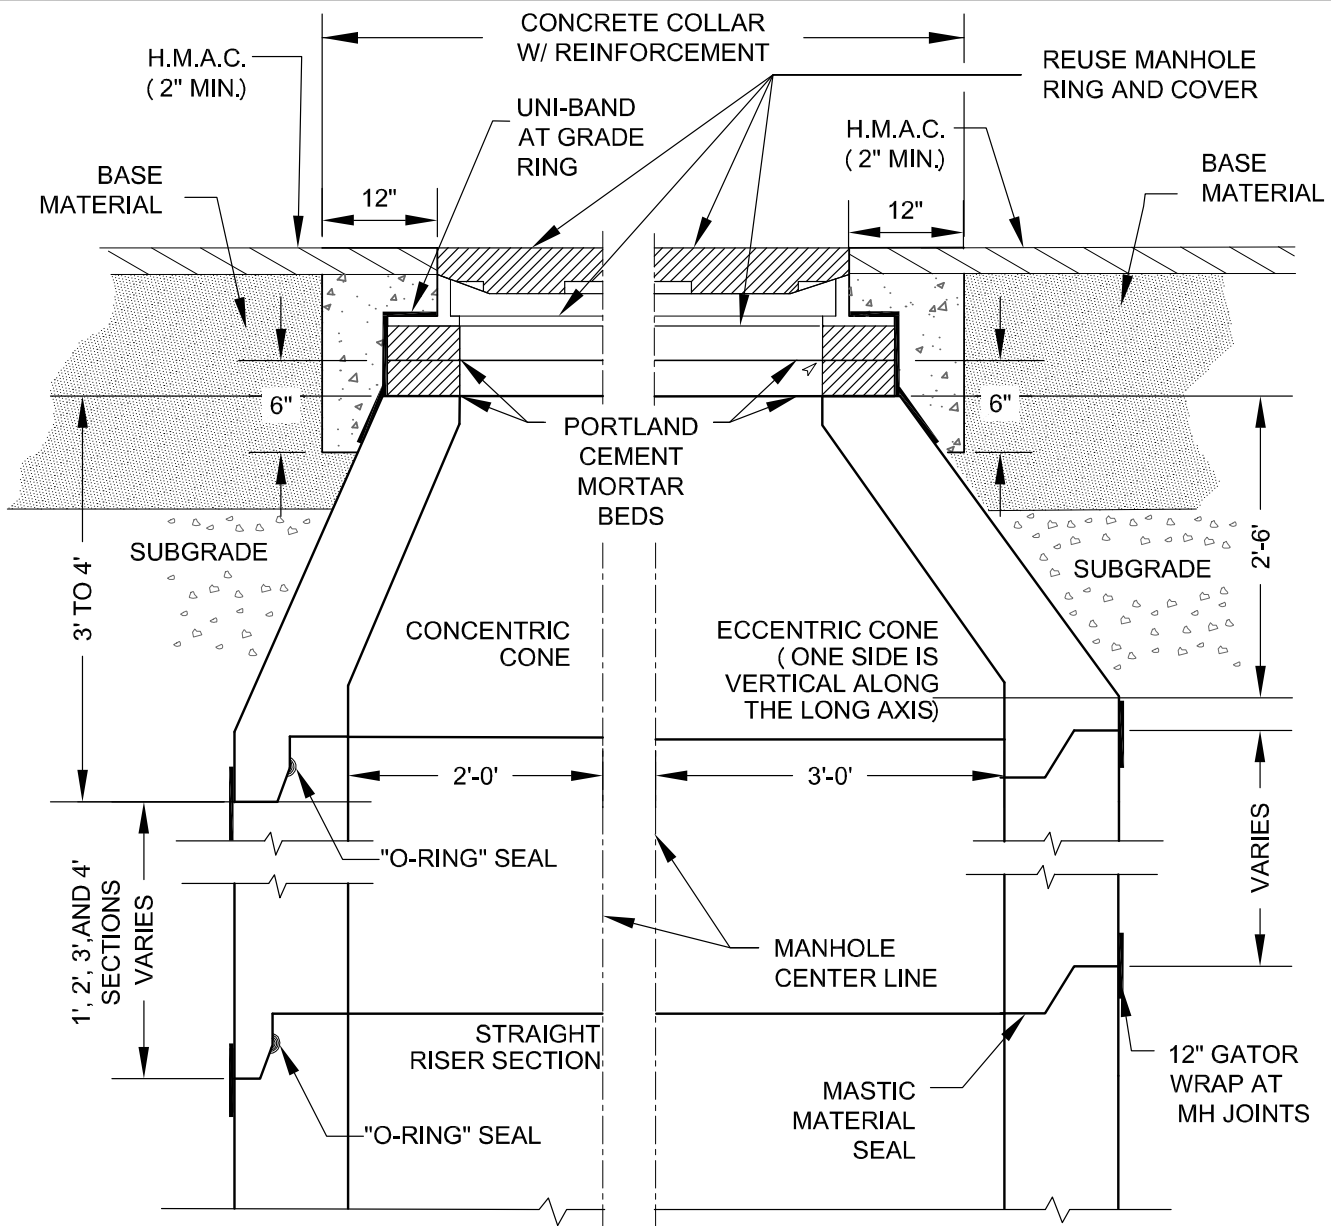 CONCRETE COLLAR
W/ REINFORCEMENT
H.M.A.C.
( 2" MIN.)
REUSE MANHOLE
RING AND COVER
UNI-BAND
AT GRADE
RING
H.M.A.C.
( 2" MIN.)
BASE
MATERIAL
BASE
MATERIAL
12"
12"
6"
6"
PORTLAND
CEMENT
MORTAR
BEDS
SUBGRADE
SUBGRADE
3' TO 4'
2'-6'
CONCENTRIC
CONE
ECCENTRIC CONE
( ONE SIDE IS
VERTICAL ALONG
THE LONG AXIS)
2'-0'
3'-0'
"O-RING" SEAL
1', 2', 3',AND 4'
SECTIONS
VARIES
VARIES
MANHOLE
CENTER LINE
STRAIGHT
RISER SECTION
12" GATOR
WRAP AT
MH JOINTS
MASTIC
MATERIAL
SEAL
"O-RING" SEAL